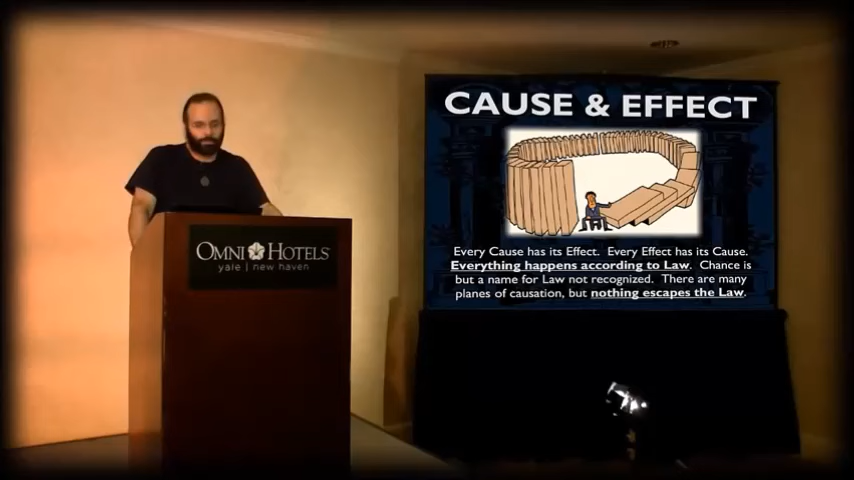 CAUSE & EFFECT
Every Cause has its Effect. Every Effect has its Cause.
Everything happens according to Law. Chance is
but a name for Law not recognized. There are many
planes of causation, but nothing escapes the Law.
OMNI HOTELS
yale | new haven